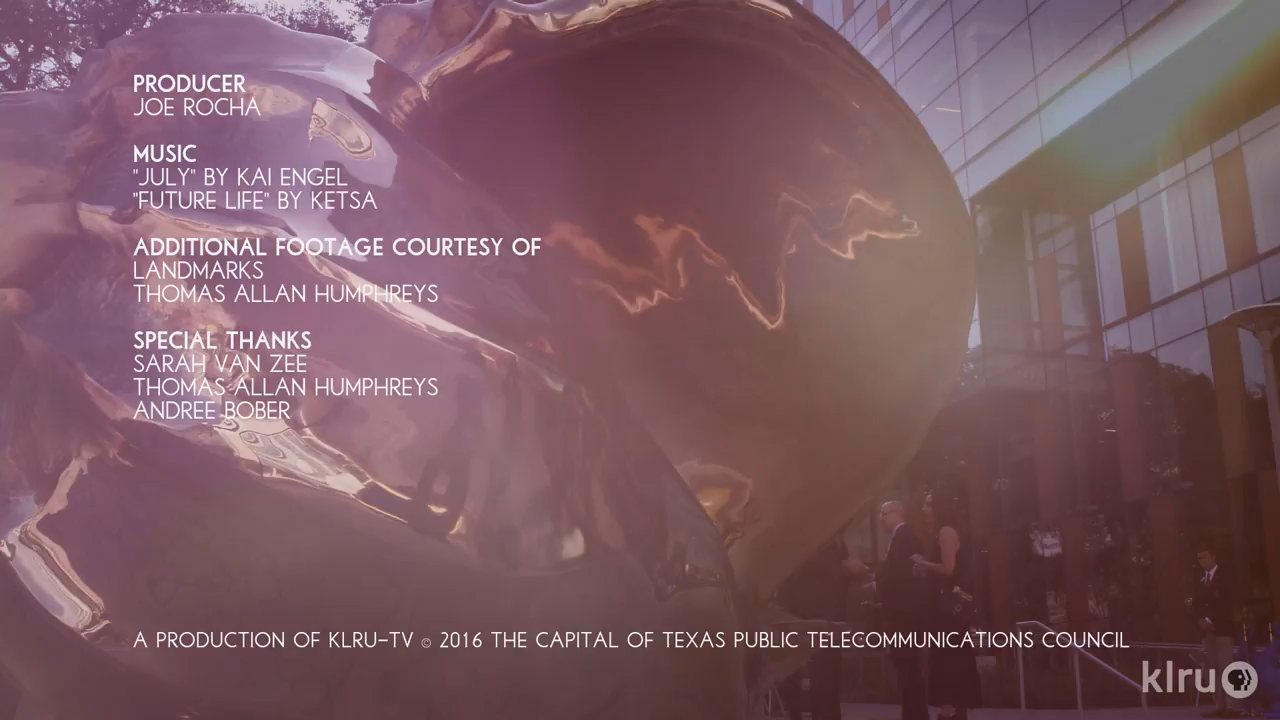 PRODUCER
JOE ROCHA
MUSIC
"JULY" BY KAI ENGEL
"FUTURE LIFE" BY KETSA
ADDITIONAL FOOTAGE COURTESY OF
LANDMARKS
THOMAS ALLAN HUMPHREYS
SPECIAL THANKS
SARAH VAN ZEE
THOMAS ALLAN HUMPHREYS
ANDREE BOBER
A PRODUCTION OF KLRU-TV © 2016 THE CAPITAL OF TEXAS PUBLIC TELECOMMUNICATIONS COUNCIL
klru